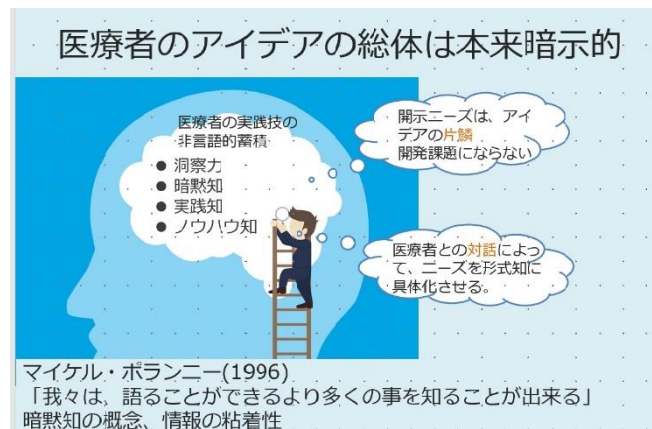 医療者のアイデアの総体は本来暗示的
医療者の実践技の
非言語的蓄積
● 洞察力
● 暗黙知
● 実践知
● ノウハウ知
開示ニーズは、アイ
デアの片鱗
開発課題にならない
医療者との対話によっ
て、ニーズを形式知に
具体化させる。
マイケル・ポランニー(1996)
「我々は，語ることができるより多くの事を知ることが出来る」
暗黙知の概念、情報の粘着性